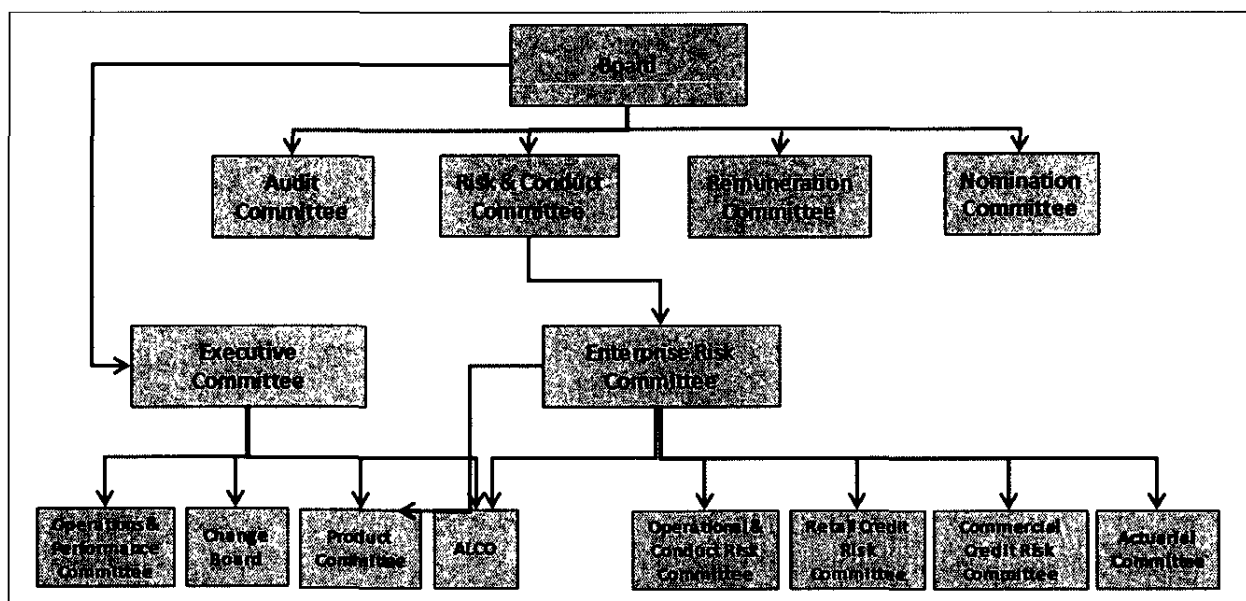 Board
Audit
Committee
Risk & Conduct
Committee
Remuneration
Committee
Nomination
Committee
Executive
Committee
Enterprise Risk
Committee
Operations &
Performance
Committee
Change
Board
Product
Committee
ALCO
Operational &
Conduct Risk
Committee
Retail Credit
Risk
Committee
Commercial
Credit Risk
Committee
Actuarial
Committee